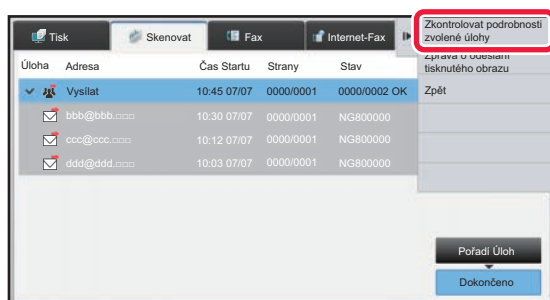 Tisk Skenovat Fax Internet-Fax
Zkontrolovat podrobnosti
zvolené úlohy
Zpráva o odeslání
tisknutého obrazu
Zpět
Úloha Adresa Čas Startu Strany Stav
Vysílat 10:45 07/07 0000/0001 0000/0002 OK
bbb@bbb.□□□ 10:30 07/07 0000/0001 NG800000
ccc@ccc.□□□ 10:12 07/07 0000/0001 NG800000
ddd@ddd.□□□ 10:03 07/07 0000/0001 NG800000
Pořadí Úloh
Dokončeno